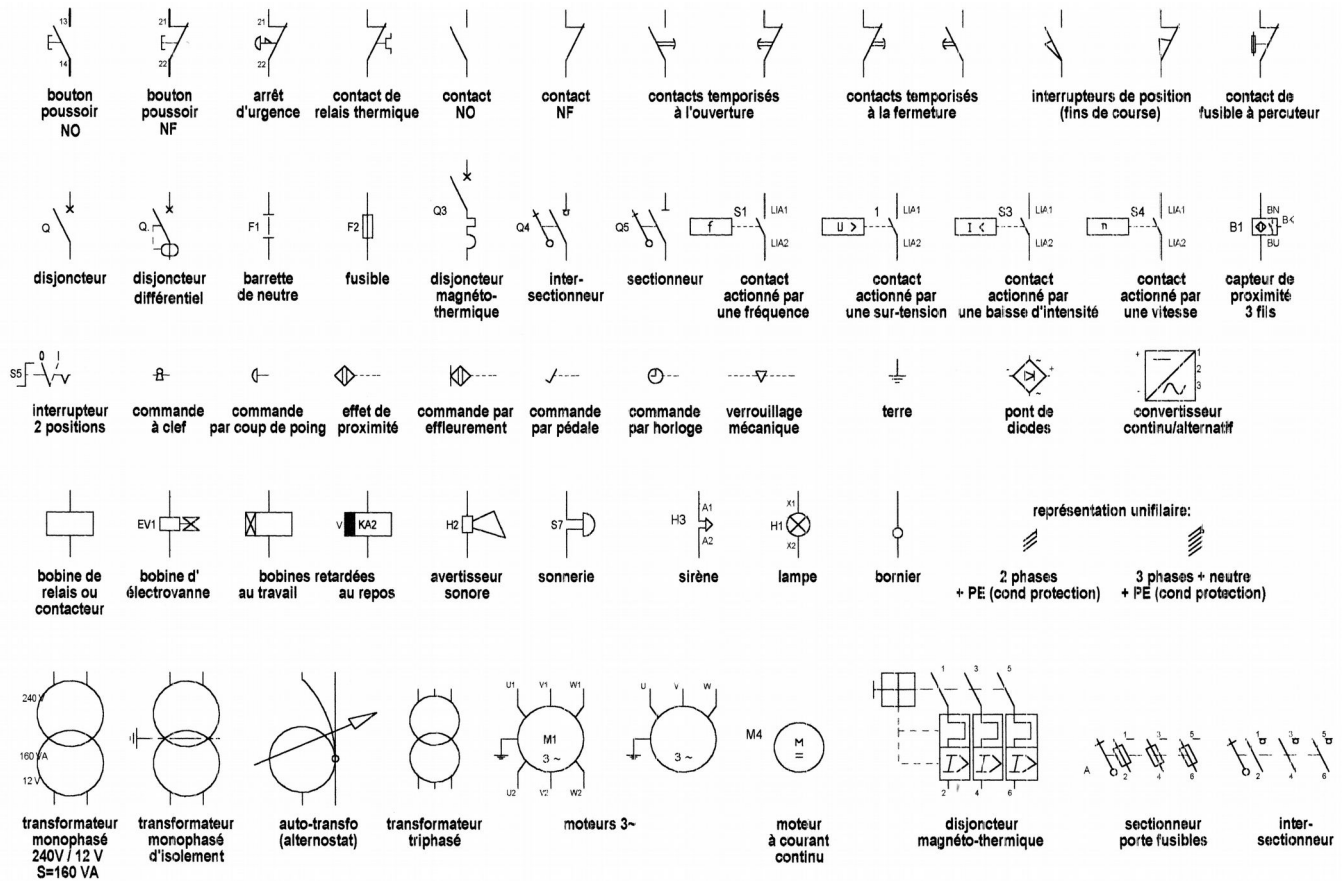 13 21 21
14 22 22
bouton poussoir NO
bouton poussoir NF
arrêt d'urgence
contact de relais thermique
contact NO
contact NF
contacts temporisés à l'ouverture
contacts temporisés à la fermeture
interrupteurs de position (fins de course)
contact de fusible à percuteur
Q
Q.
F1
F2
Q3
Q4
Q5
f S1 LIA1 LIA2
U > 1 LIA1 LIA2
I < S3 LIA1 LIA2
n S4 LIA1 LIA2
B1 BN B< BU
disjoncteur
disjoncteur différentiel
barrette de neutre
fusible
disjoncteur magnéto-thermique
inter-sectionneur
sectionneur
contact actionné par une fréquence
contact actionné par une sur-tension
contact actionné par une baisse d'intensité
contact actionné par une vitesse
capteur de proximité 3 fils
S5 0 I
- ~ + ~
+ - 1 2 3
interrupteur 2 positions
commande à clef
commande par coup de poing
effet de proximité
commande par effleurement
commande par pédale
commande par horloge
verrouillage mécanique
terre
pont de diodes
convertisseur continu/alternatif
EV1
V KA2
H2
S7
H3 A1 A2
H1 X1 X2
représentation unifilaire:
bobine de relais ou contacteur
bobine d' électrovanne
bobines retardées
au travail au repos
avertisseur sonore
sonnerie
sirène
lampe
bornier
2 phases + PE (cond protection)
3 phases + neutre + PE (cond protection)
240 V
160 VA
12 V
U1 V1 W1
M1
3 ~
U2 V2 W2
U V W
3 ~
M4 M =
1 3 5
I> I> I>
2 4 6
A 1 3 5
2 4 6
1 3 5
2 4 6
transformateur monophasé 240V / 12 V S=160 VA
transformateur monophasé d'isolement
auto-transfo (alternostat)
transformateur triphasé
moteurs 3~
moteur à courant continu
disjoncteur magnéto-thermique
sectionneur porte fusibles
inter-sectionneur